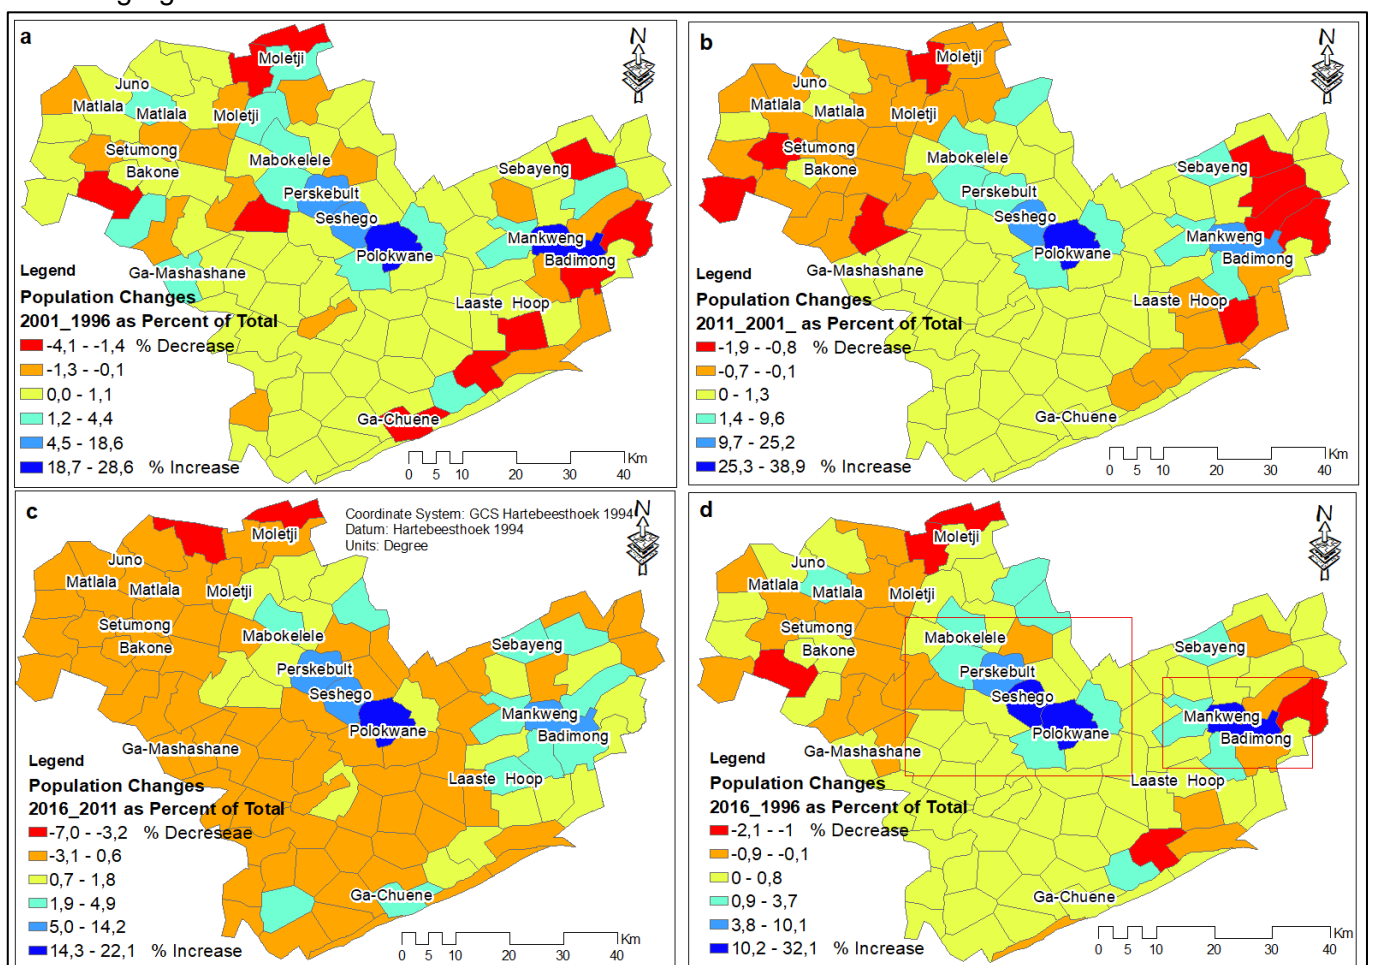 a
N
Moletji
Juno
Matlala
Matlala
Moletji
Setumong
Mabokelele
Bakone
Sebayeng
Perskebult
Seshego
Mankweng
Polokwane
Badimong
Ga-Mashashane
Laaste Hoop
Ga-Chuene
Legend
Population Changes
2001_1996 as Percent of Total
-4,1 - -1,4 % Decrease
-1,3 - -0,1
0,0 - 1,1
1,2 - 4,4
4,5 - 18,6
18,7 - 28,6 % Increase
Km
0 5 10 20 30 40
b
N
Moletji
Juno
Matlala
Matlala
Moletji
Setumong
Mabokelele
Bakone
Sebayeng
Perskebult
Seshego
Mankweng
Polokwane
Badimong
Ga-Mashashane
Laaste Hoop
Ga-Chuene
Legend
Population Changes
2011_2001_ as Percent of Total
-1,9 - -0,8 % Decrease
-0,7 - -0,1
0 - 1,3
1,4 - 9,6
9,7 - 25,2
25,3 - 38,9 % Increase
Km
0 5 10 20 30 40
c
Coordinate System: GCS Hartebeesthoek 1994
Datum: Hartebeesthoek 1994
Units: Degree
N
Moletji
Juno
Matlala
Matlala
Moletji
Setumong
Mabokelele
Bakone
Sebayeng
Perskebult
Seshego
Mankweng
Polokwane
Badimong
Ga-Mashashane
Laaste Hoop
Ga-Chuene
Legend
Population Changes
2016_2011 as Percent of Total
-7,0 - -3,2 % Decreseae
-3,1 - 0,6
0,7 - 1,8
1,9 - 4,9
5,0 - 14,2
14,3 - 22,1 % Increase
Km
0 5 10 20 30 40
d
N
Moletji
Juno
Matlala
Matlala
Moletji
Setumong
Mabokelele
Bakone
Sebayeng
Perskebult
Seshego
Mankweng
Polokwane
Badimong
Ga-Mashashane
Laaste Hoop
Ga-Chuene
Legend
Population Changes
2016_1996 as Percent of Total
-2,1 - -1 % Decrease
-0,9 - -0,1
0 - 0,8
0,9 - 3,7
3,8 - 10,1
10,2 - 32,1 % Increase
Km
0 5 10 20 30 40